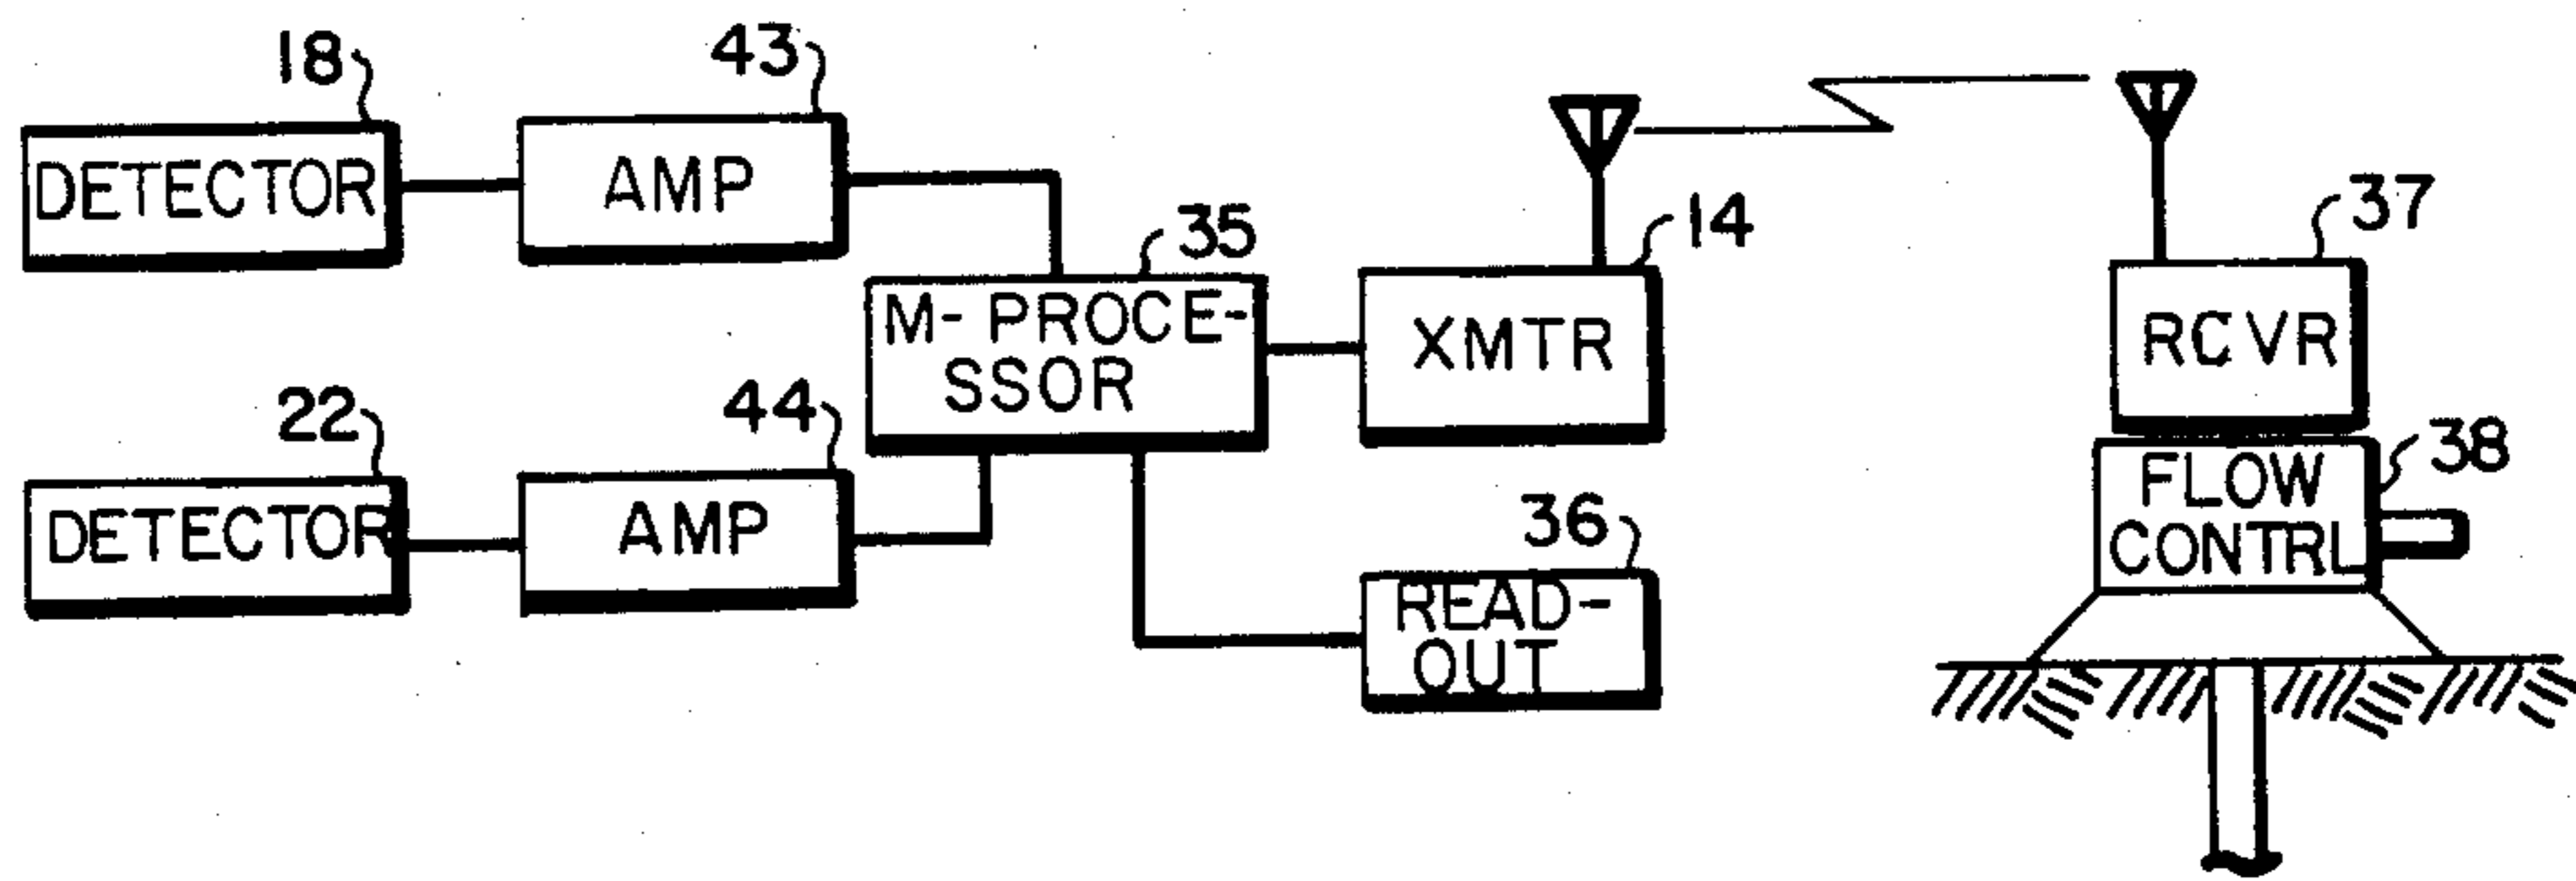 18
DETECTOR
43
AMP
35
M-PROCE-
SSOR
14
XMTR
37
RCVR
38
FLOW
CONTRL
22
DETECTOR
44
AMP
36
READ-
OUT